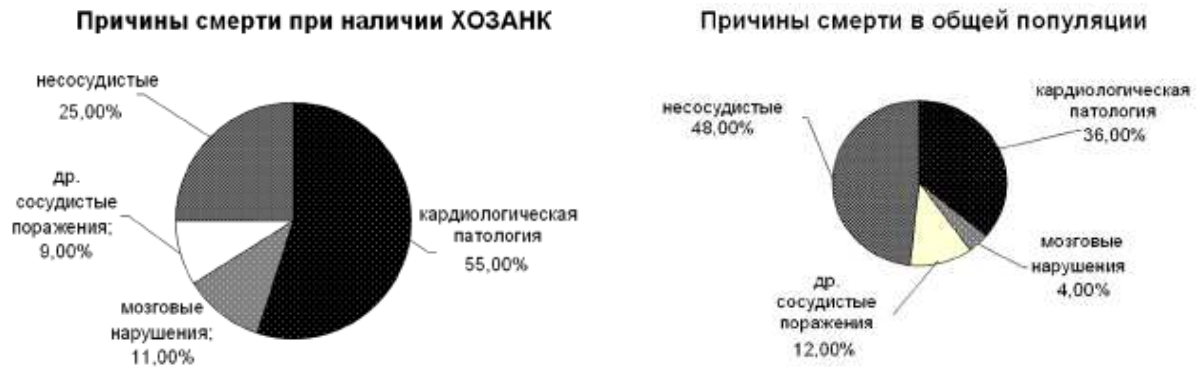 Причины смерти при наличии ХОЗАНК
несосудистые
25,00%
др.
сосудистые
поражения;
9,00%
мозговые
нарушения;
11,00%
кардиологическая
патология
55,00%
Причины смерти в общей популяции
несосудистые
48,00%
кардиологическая
патология
36,00%
мозговые
нарушения
4,00%
др.
сосудистые
поражения
12,00%